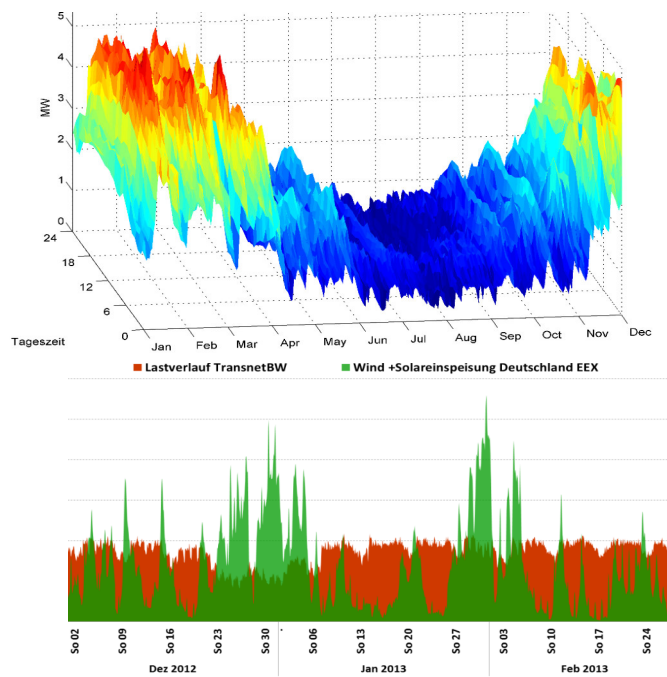 5
4
3
2
1
0
MW
24
18
12
6
0
Tageszeit
Jan
Feb
Mar
Apr
May
Jun
Jul
Aug
Sep
Oct
Nov
Dec
Lastverlauf TransnetBW
Wind +Solareinspeisung Deutschland EEX
So 02
So 09
So 16
So 23
So 30
So 06
So 13
So 20
So 27
So 03
So 10
So 17
So 24
Dez 2012
Jan 2013
Feb 2013